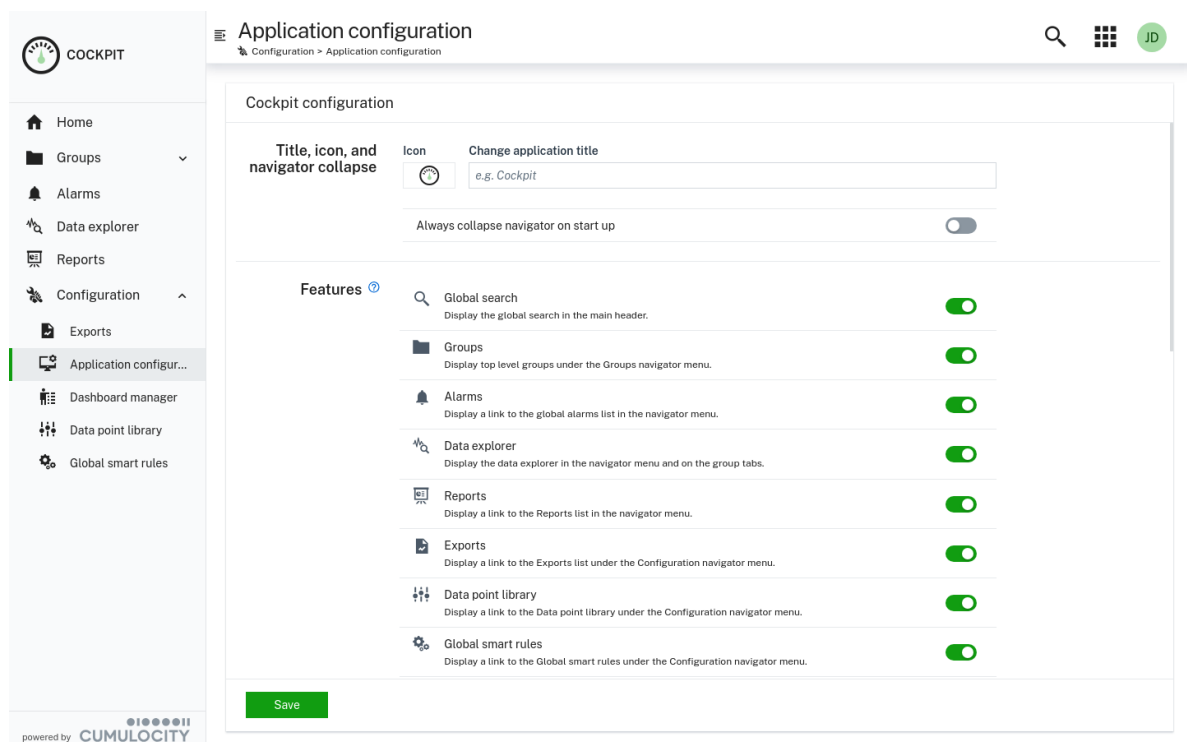 COCKPIT
Application configuration
Configuration > Application configuration
JD
Home
Groups
Alarms
Data explorer
Reports
Configuration
Exports
Application configur...
Dashboard manager
Data point library
Global smart rules
powered by CUMULOCITY
Cockpit configuration
Title, icon, and
navigator collapse
Icon
Change application title
e.g. Cockpit
Always collapse navigator on start up
Features
Global search
Display the global search in the main header.
Groups
Display top level groups under the Groups navigator menu.
Alarms
Display a link to the global alarms list in the navigator menu.
Data explorer
Display the data explorer in the navigator menu and on the group tabs.
Reports
Display a link to the Reports list in the navigator menu.
Exports
Display a link to the Exports list under the Configuration navigator menu.
Data point library
Display a link to the Data point library under the Configuration navigator menu.
Global smart rules
Display a link to the Global smart rules under the Configuration navigator menu.
Save